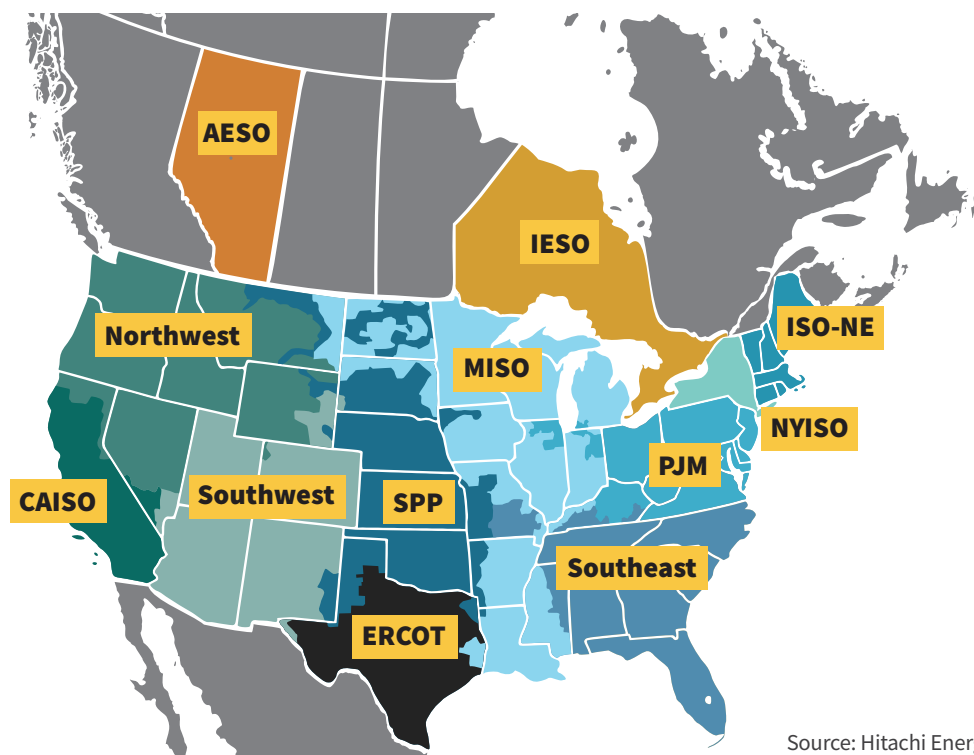 AESO
IESO
ISO-NE
Northwest
MISO
NYISO
PJM
Southwest
CAISO
SPP
Southeast
ERCOT
Source: Hitachi Ener